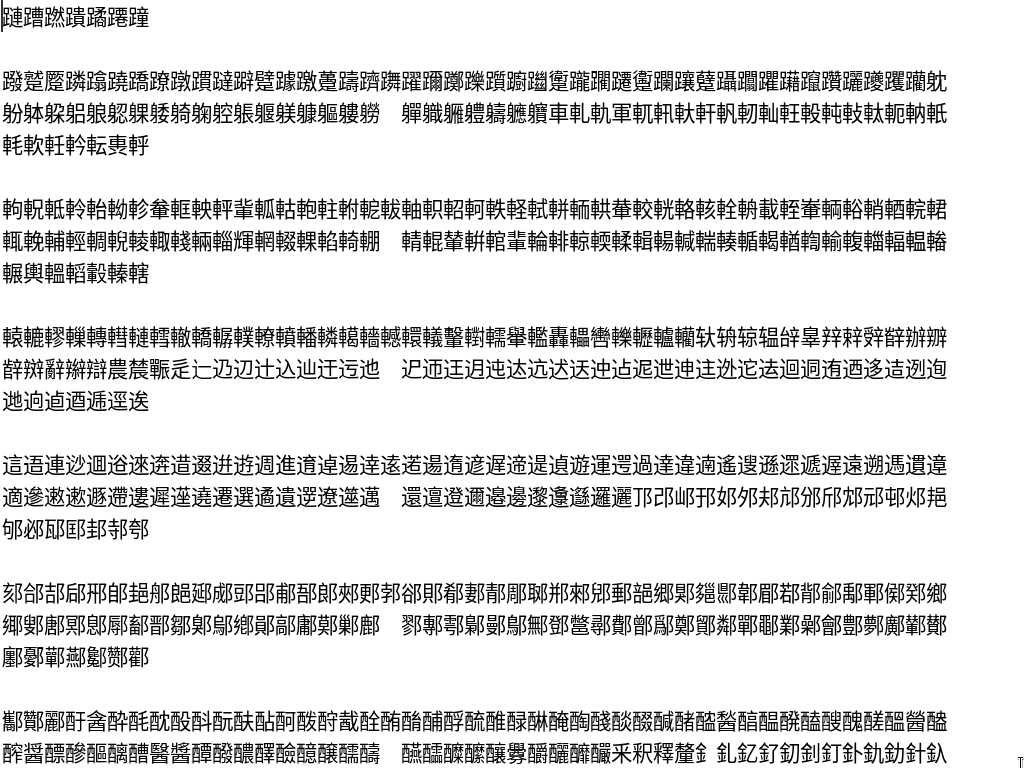 蹥蹧蹨蹪蹫蹮蹱
蹳蹵蹷蹸蹹蹺蹻蹽蹾躀躂躃躄躆躈躉躊躋躌躍躎躑躒躓躕躖躗躘躙躚躛躝躟躠躡躢躣躤躥躦躧躨躩躪躭
躮躰躱躳躴躵躶躷躸躹躻躼躽躾躿軀軁軂 軃軄軅軆軇軈軉車軋軌軍軏軐軑軒軓軔軕軖軗軘軙軚軛軜軝
軞軟軠軡転軣軤
軥軦軧軨軩軪軫軬軭軮軯軰軱軲軳軴軵軶軷軸軹軺軻軼軽軾軿輀輁輂較輄輅輆輇輈載輊輋輌輍輎輏輐輑
輒輓輔輕輖輗輘輙輚輛輜輝輞輟輠輡輢輣 輤輥輦輧輨輩輪輫輬輭輮輯輰輱輲輳輴輵輶輷輸輹輺輻輼輽
輾輿轀轁轂轃轄
轅轆轇轈轉轊轋轌轍轎轏轐轑轒轓轔轕轖轗轘轙轚轛轜轝轞轟轠轡轢轣轤轥轪辀辌辒辝辠辡辢辤辥辦辧
辪辬辭辮辯農辳辴辵辷辸辺辻込辿迀迃迆 迉迊迋迌迍迏迒迖迗迚迠迡迣迧迬迯迱迲迴迵迶迺迻迼迾迿
逇逈逌逎逓逕逘
這逜連逤逥逧逨逩逪逫逬逰週進逳逴逷逹逺逽逿遀遃遅遆遈遉遊運遌過達違遖遙遚遜遝遞遟遠遡遤遦遧
適遪遫遬遯遰遱遲遳遶遷選遹遺遻遼遾邁 還邅邆邇邉邊邌邍邎邏邐邒邔邖邘邚邜邞邟邠邤邥邧邨邩邫
邭邲邷邼邽邿郀
郂郃郆郈郉郋郌郍郒郔郕郖郘郙郚郞郟郠郣郤郥郩郪郬郮郰郱郲郳郵郶郷郹郺郻郼郿鄀鄁鄃鄅鄆鄇鄈鄉
鄊鄋鄌鄍鄎鄏鄐鄑鄒鄓鄔鄕鄖鄗鄘鄚鄛鄜 鄝鄟鄠鄡鄤鄥鄦鄧鄨鄩鄪鄫鄬鄭鄮鄰鄲鄳鄴鄵鄶鄷鄸鄺鄻鄼
鄽鄾鄿酀酁酂酄
酅酇酈酑酓酔酕酖酘酙酛酜酟酠酦酧酨酫酭酳酺酻酼醀醁醂醃醄醆醈醊醎醏醓醔醕醖醗醘醙醜醝醞醟醠
醡醤醥醦醧醨醩醫醬醰醱醲醳醶醷醸醹醻 醼醽醾醿釀釁釂釃釄釅釆釈釋釐釒釓釔釕釖釗釘釙釚釛針釞